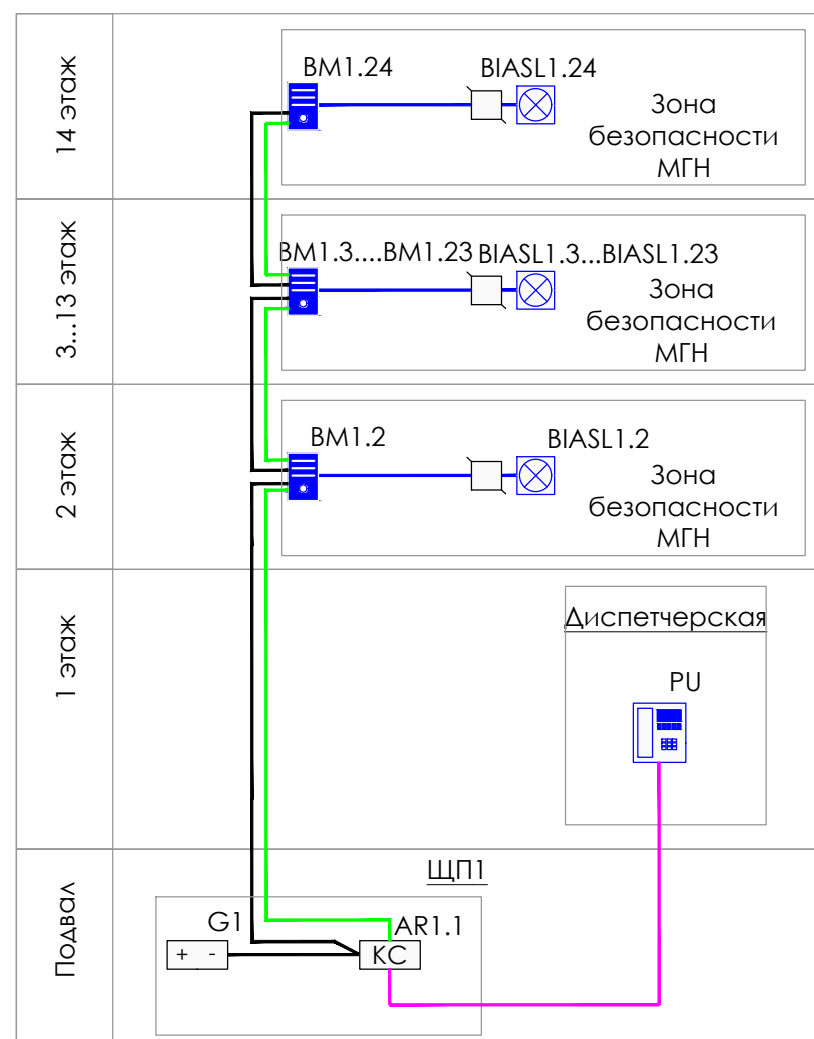 14 этаж
BM1.24
BIASL1.24
Зона
безопасности
МГН
3...13 этаж
BM1.3....BM1.23
BIASL1.3...BIASL1.23
Зона
безопасности
МГН
2 этаж
BM1.2
BIASL1.2
Зона
безопасности
МГН
1 этаж
Диспетчерская
PU
Подвал
ЩП1
G1
+ -
AR1.1
КС